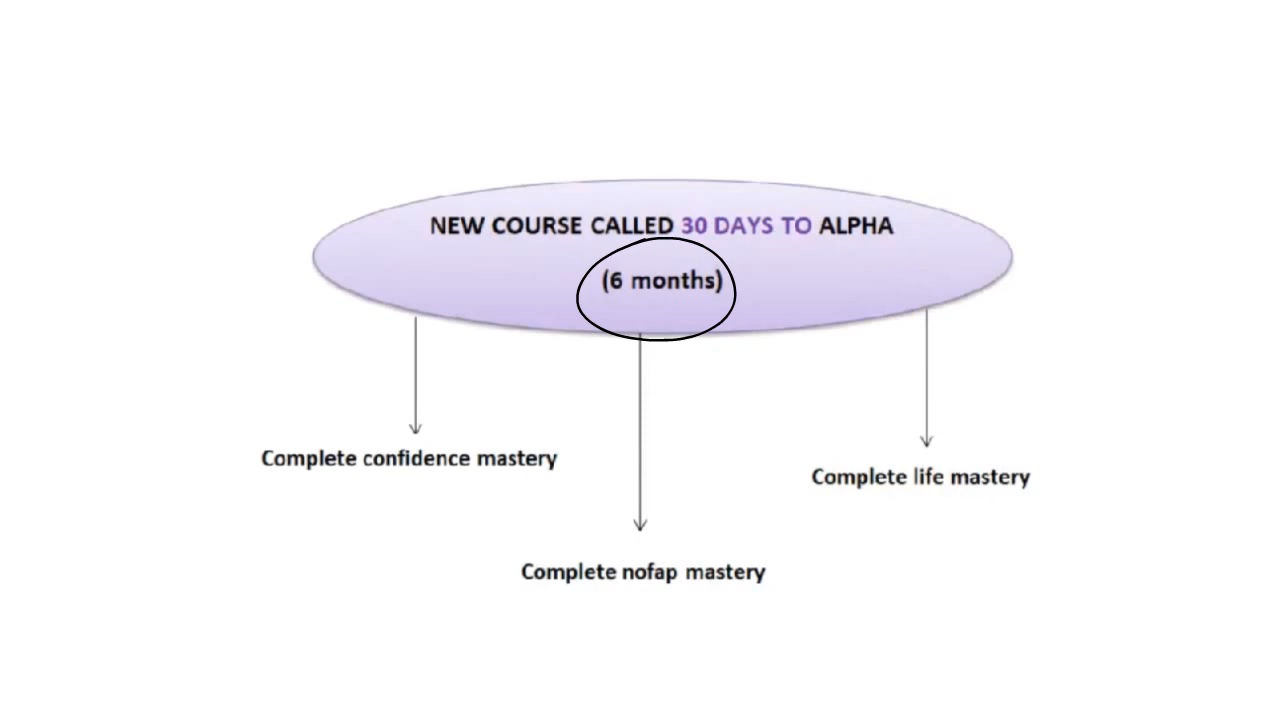 NEW COURSE CALLED 30 DAYS TO ALPHA
(6 months)
Complete confidence mastery
Complete life mastery
Complete nofap mastery